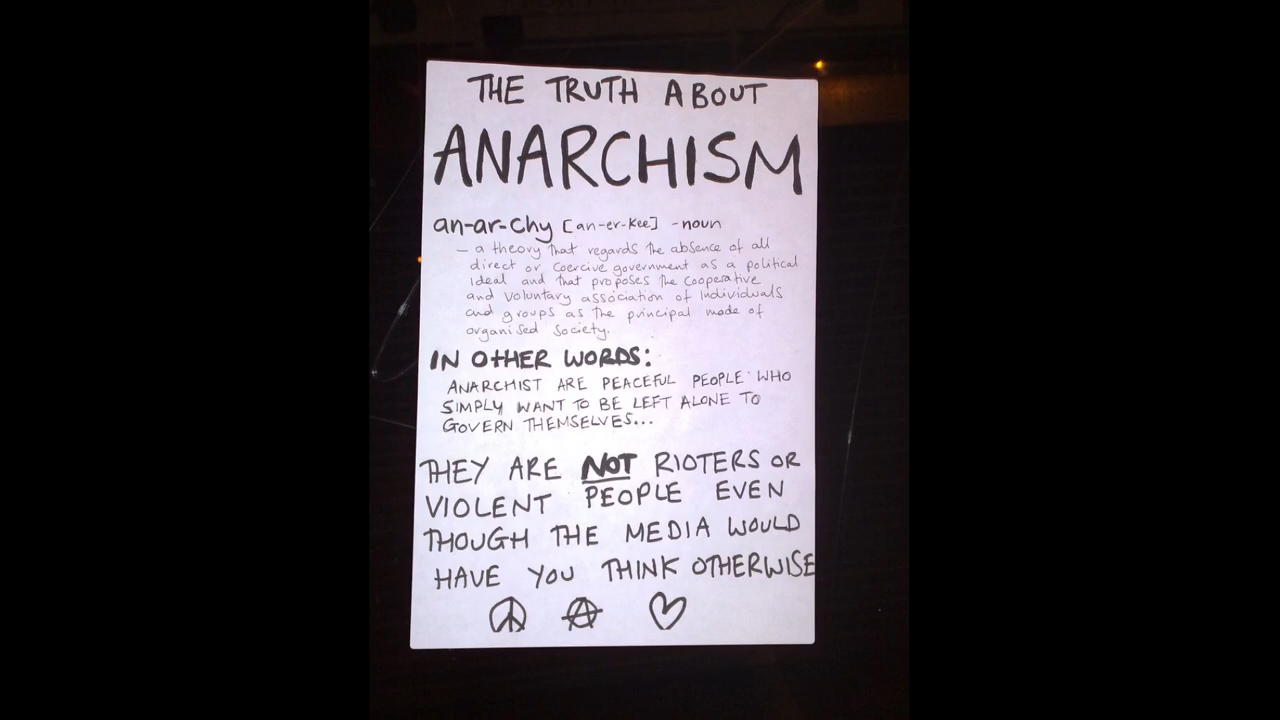 THE TRUTH ABOUT
ANARCHISM
an-ar-chy [an-er-kee] -noun
– a theory that regards the absence of all
direct or coercive government as a political
ideal and that proposes the cooperative
and voluntary association of individuals
and groups as the principal mode of
organised society.
IN OTHER WORDS:
ANARCHIST ARE PEACEFUL PEOPLE WHO
SIMPLY WANT TO BE LEFT ALONE TO
GOVERN THEMSELVES...
THEY ARE NOT RIOTERS OR
VIOLENT PEOPLE EVEN
THOUGH THE MEDIA WOULD
HAVE YOU THINK OTHERWISE